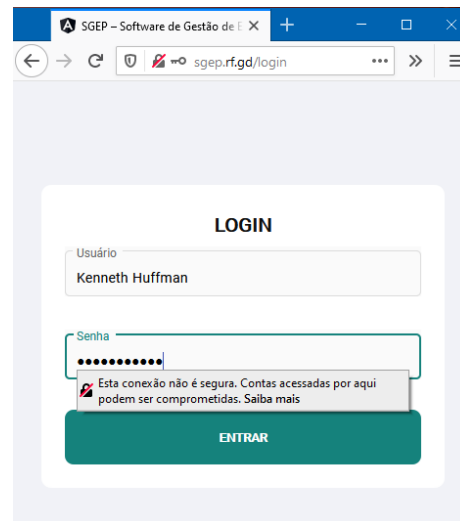 SGEP – Software de Gestão de E
sgep.rf.gd/login
LOGIN
Usuário
Kenneth Huffman
Senha
•••••••••••
Esta conexão não é segura. Contas acessadas por aqui
podem ser comprometidas. Saiba mais
ENTRAR